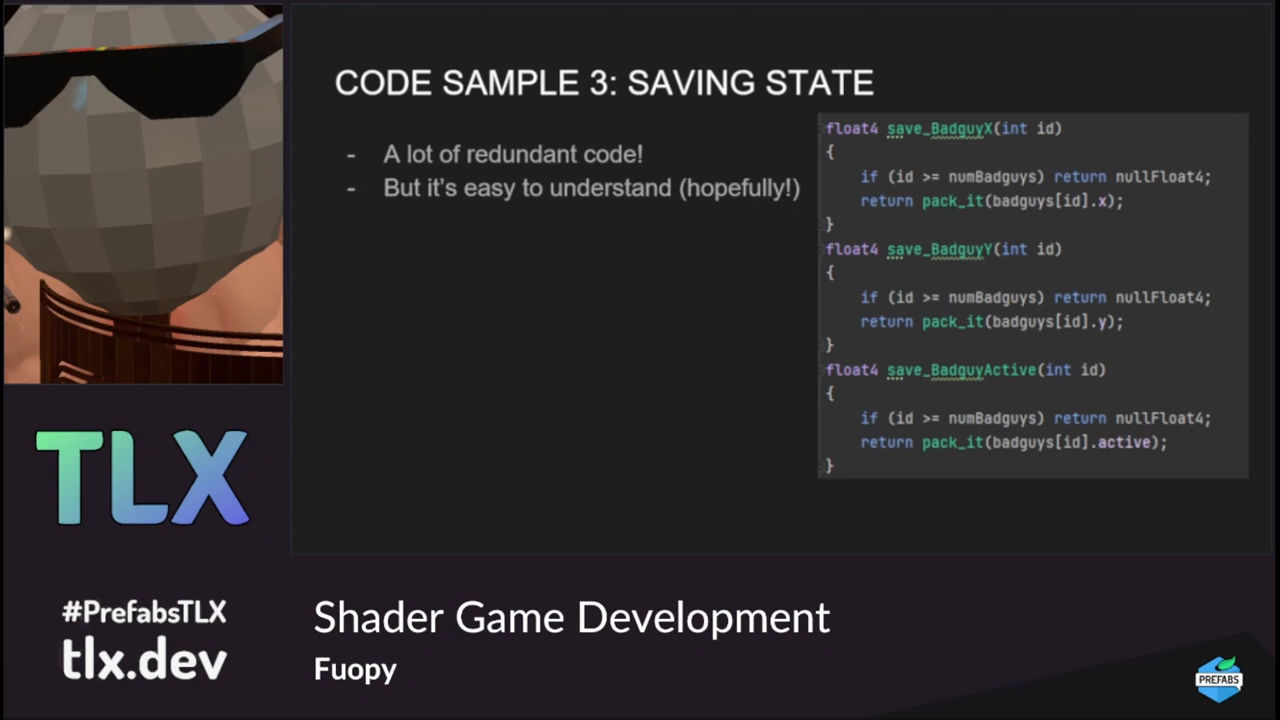 CODE SAMPLE 3: SAVING STATE
- A lot of redundant code!
- But it's easy to understand (hopefully!)
float4 save_BadguyX(int id)
{
if (id >= numBadguys) return nullFloat4;
return pack_it(badguys[id].x);
}
float4 save_BadguyY(int id)
{
if (id >= numBadguys) return nullFloat4;
return pack_it(badguys[id].y);
}
float4 save_BadguyActive(int id)
{
if (id >= numBadguys) return nullFloat4;
return pack_it(badguys[id].active);
}
TLX
#PrefabsTLX
tlx.dev
Shader Game Development
Fuopy
PREFABS